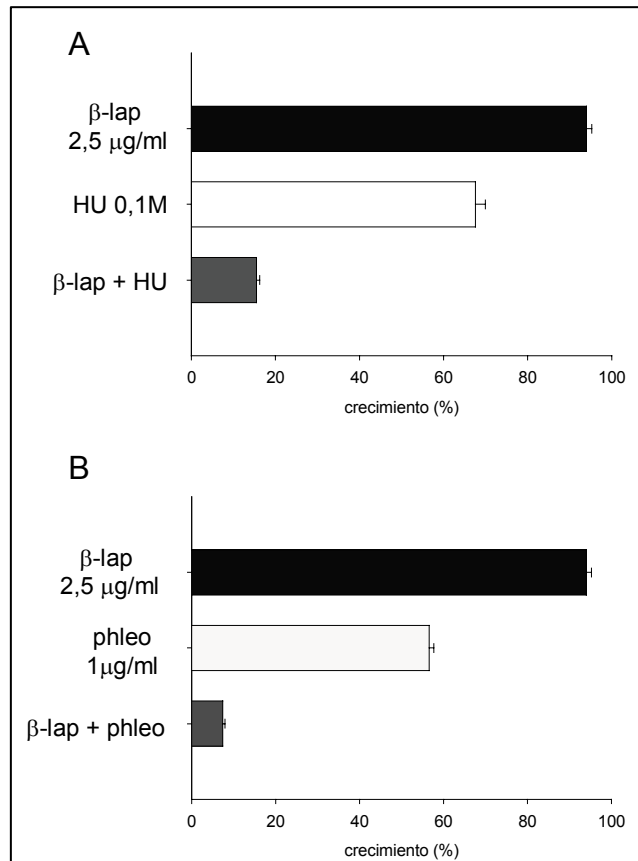 A
β-lap
2,5 μg/ml
HU 0,1M
β-lap + HU
0 20 40 60 80 100
crecimiento (%)
B
β-lap
2,5 μg/ml
phleo
1μg/ml
β-lap + phleo
0 20 40 60 80 100
crecimiento (%)